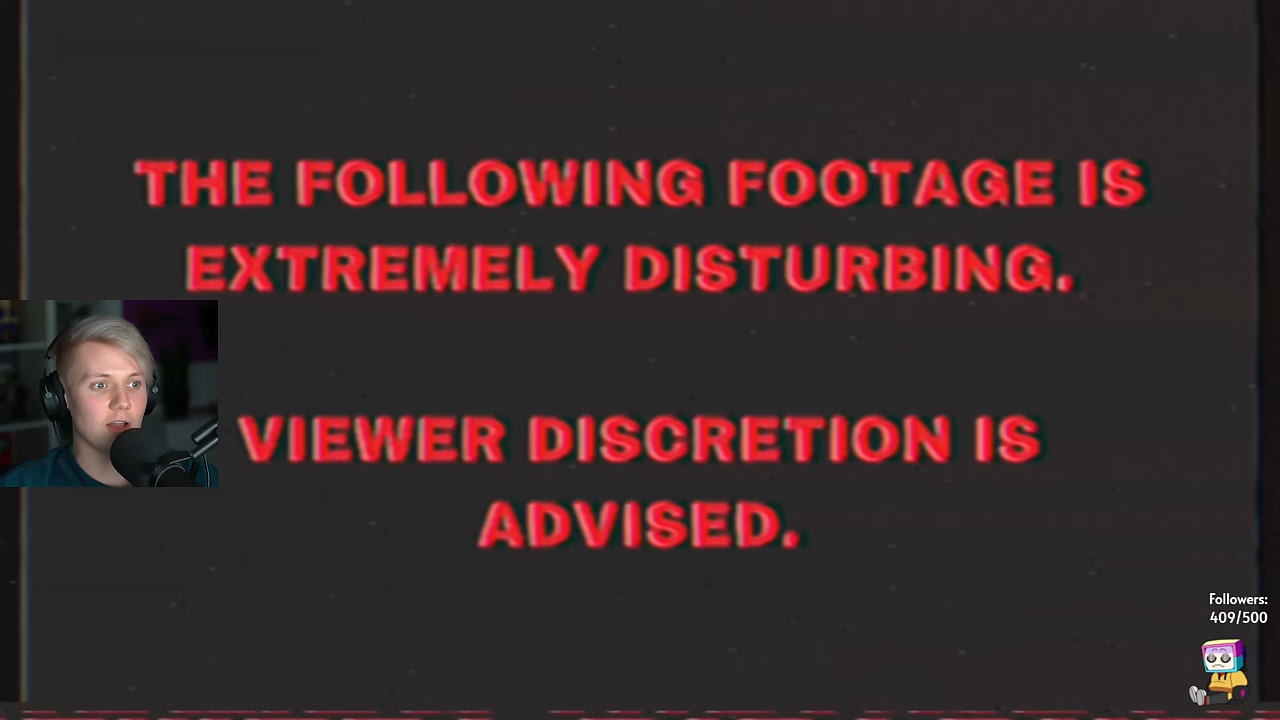 THE FOLLOWING FOOTAGE IS
EXTREMELY DISTURBING.
VIEWER DISCRETION IS
ADVISED.
Followers:
409/500